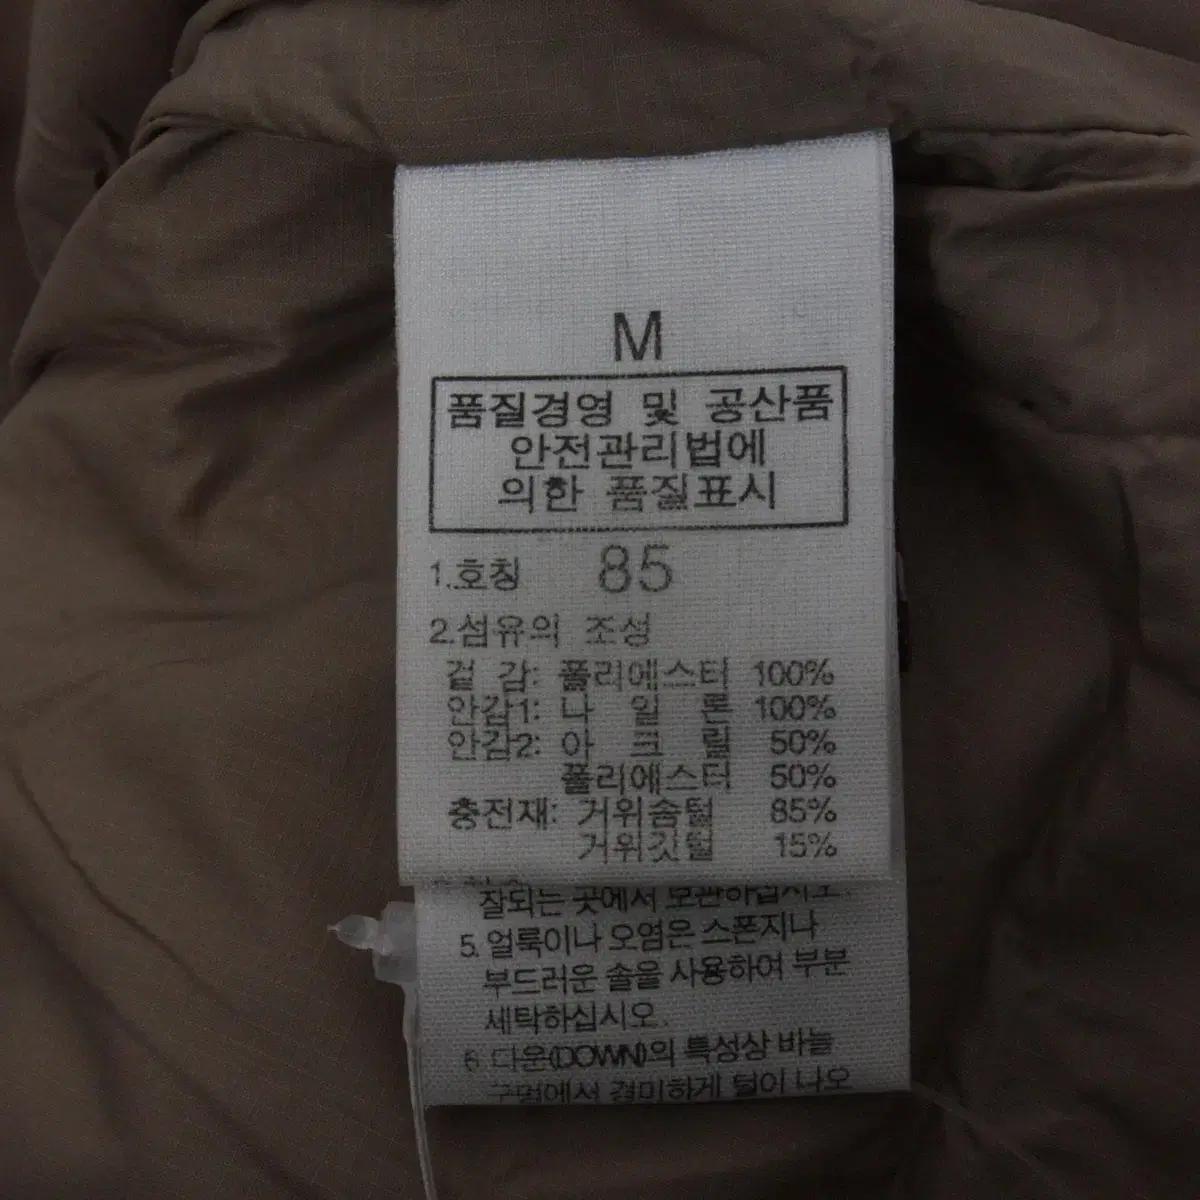 M
품질경영 및 공산품
안전관리법에
의한 품질표시
1.호칭 85
2.섬유의 조성
겉 감: 폴리에스터 100%
안감1: 나 일 론 100%
안감2: 아 크 릴 50%
폴리에스터 50%
충전재: 거위솜털 85%
거위깃털 15%
잘되는 곳에서 보관하십시오.
5. 얼룩이나 오염은 스폰지나
부드러운 솔을 사용하여 부분
세탁하십시오.
6. 다운(DOWN)의 특성상 바늘
구멍에서 경미하게 털이 나오